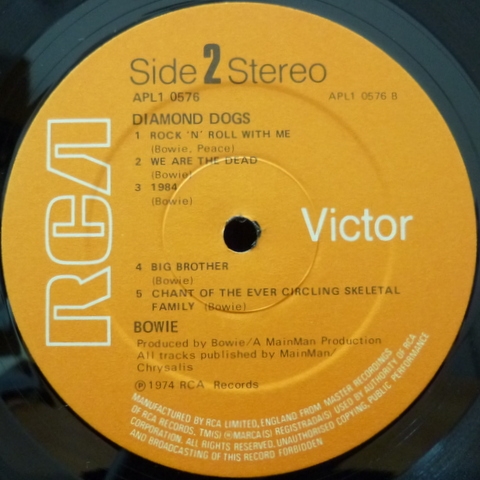 Side 2 Stereo
APL1 0576 APL1 0576 B
DIAMOND DOGS
1 ROCK 'N' ROLL WITH ME
(Bowie, Peace)
2 WE ARE THE DEAD
(Bowie)
3 1984
(Bowie)
RCA
Victor
4 BIG BROTHER
(Bowie)
5 CHANT OF THE EVER CIRCLING SKELETAL
FAMILY (Bowie)
BOWIE
Produced by Bowie/A MainMan Production
All tracks published by MainMan/
Chrysalis
Ⓟ 1974 RCA Records
MANUFACTURED BY RCA LIMITED, ENGLAND FROM MASTER RECORDINGS
OF RCA RECORDS, TM(S) ® MARCA(S) REGISTRADA(S) USED BY AUTHORITY OF RCA
CORPORATION. ALL RIGHTS RESERVED. UNAUTHORISED COPYING, PUBLIC PERFORMANCE
AND BROADCASTING OF THIS RECORD FORBIDDEN